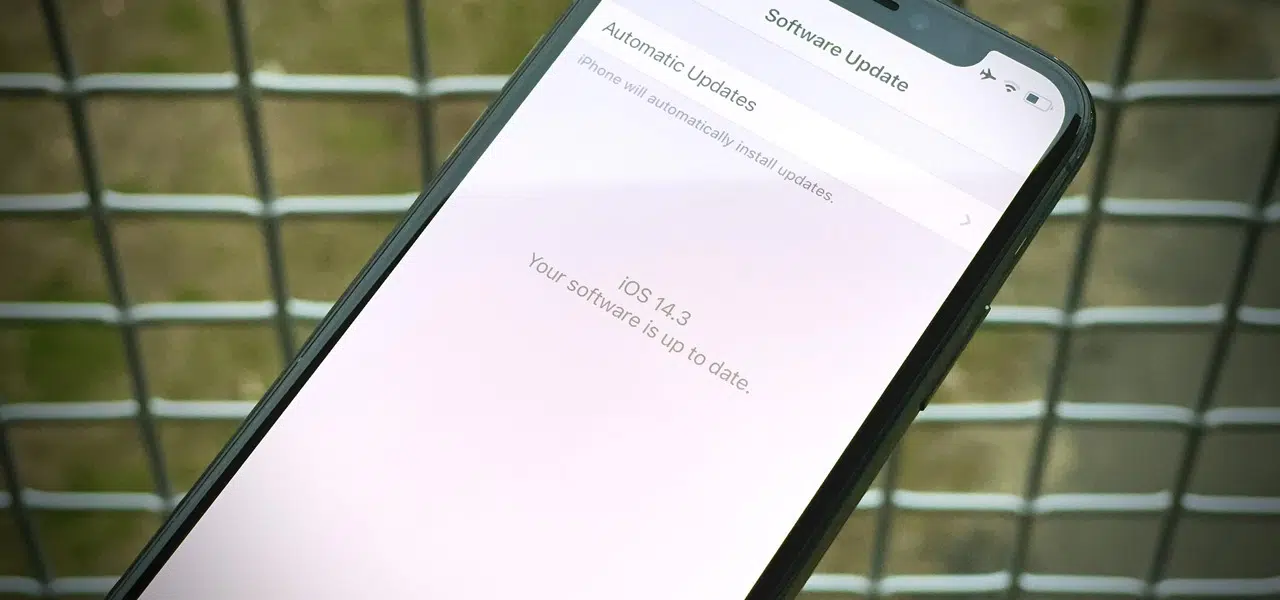 Software Update
Automatic Updates
iPhone will automatically install updates.
iOS 14.3
Your software is up to date.